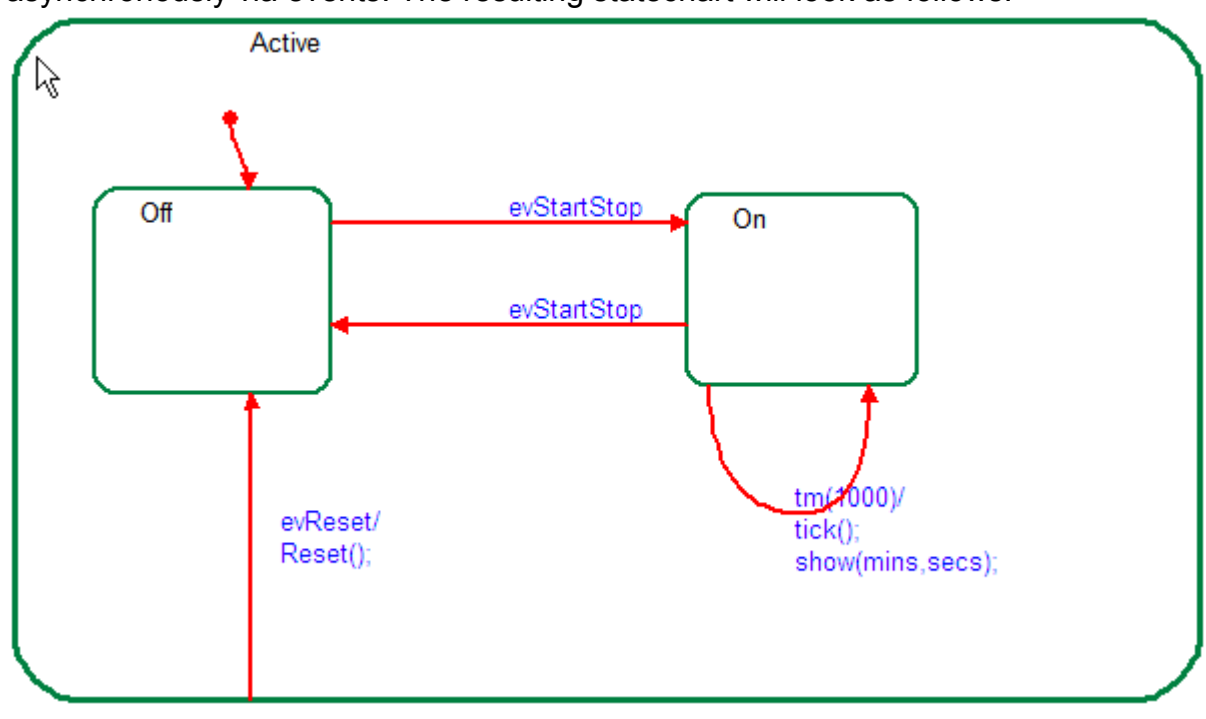 asynchronously via events. The resulting statechart will look as follows:
Active
Off
evStartStop
On
evStartStop
tm(1000)/
tick();
show(mins,secs);
evReset/
Reset();